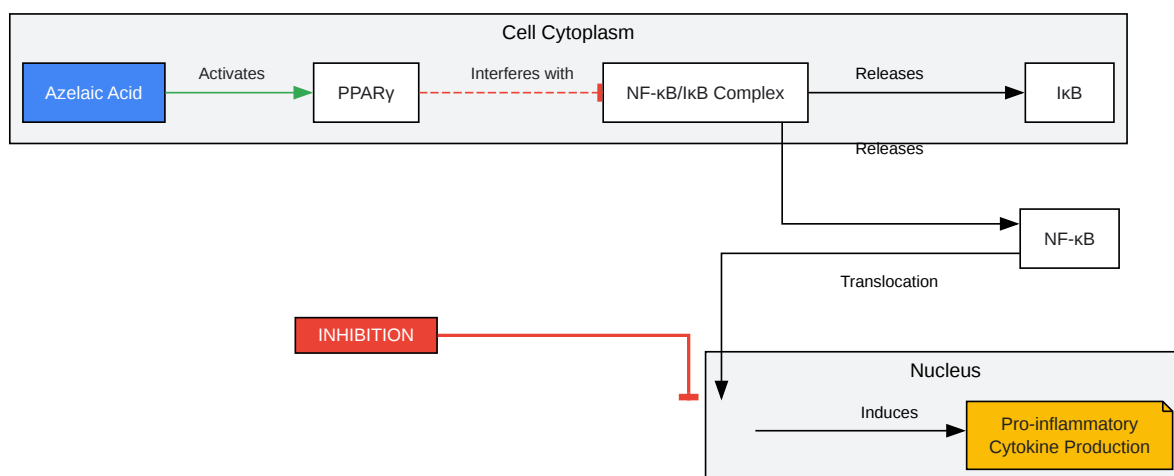 Cell Cytoplasm
Azelaic Acid
Activates
PPARγ
Interferes with
NF-κB/IκB Complex
Releases
IκB
Releases
NF-κB
Translocation
INHIBITION
Nucleus
Induces
Pro-inflammatory
Cytokine Production